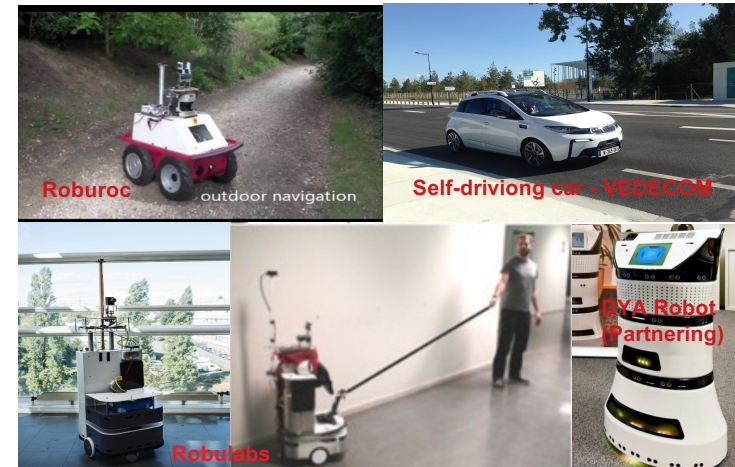 Roburoc
outdoor navigation
Self-driviong car - VEDECOM
Robulabs
DYA Robot
(Partnering)